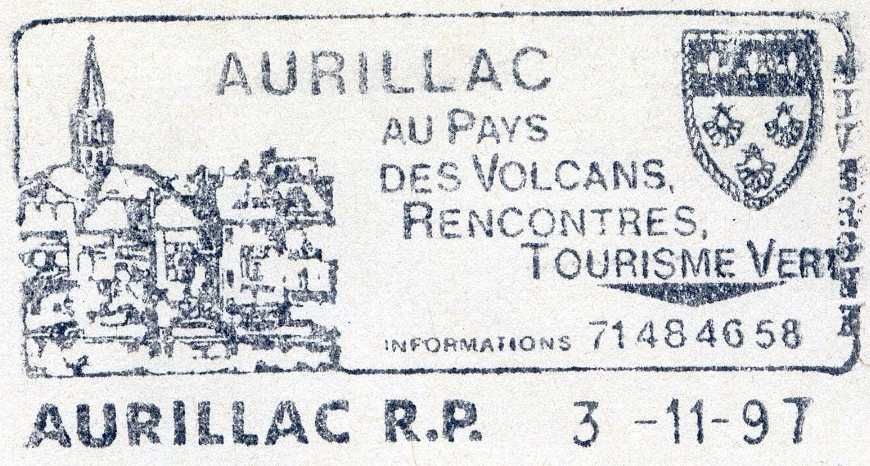 AURILLAC
AU PAYS
DES VOLCANS,
RENCONTRES,
TOURISME VERT
INFORMATIONS 71484658
AURILLAC R.P. 3 -11-97